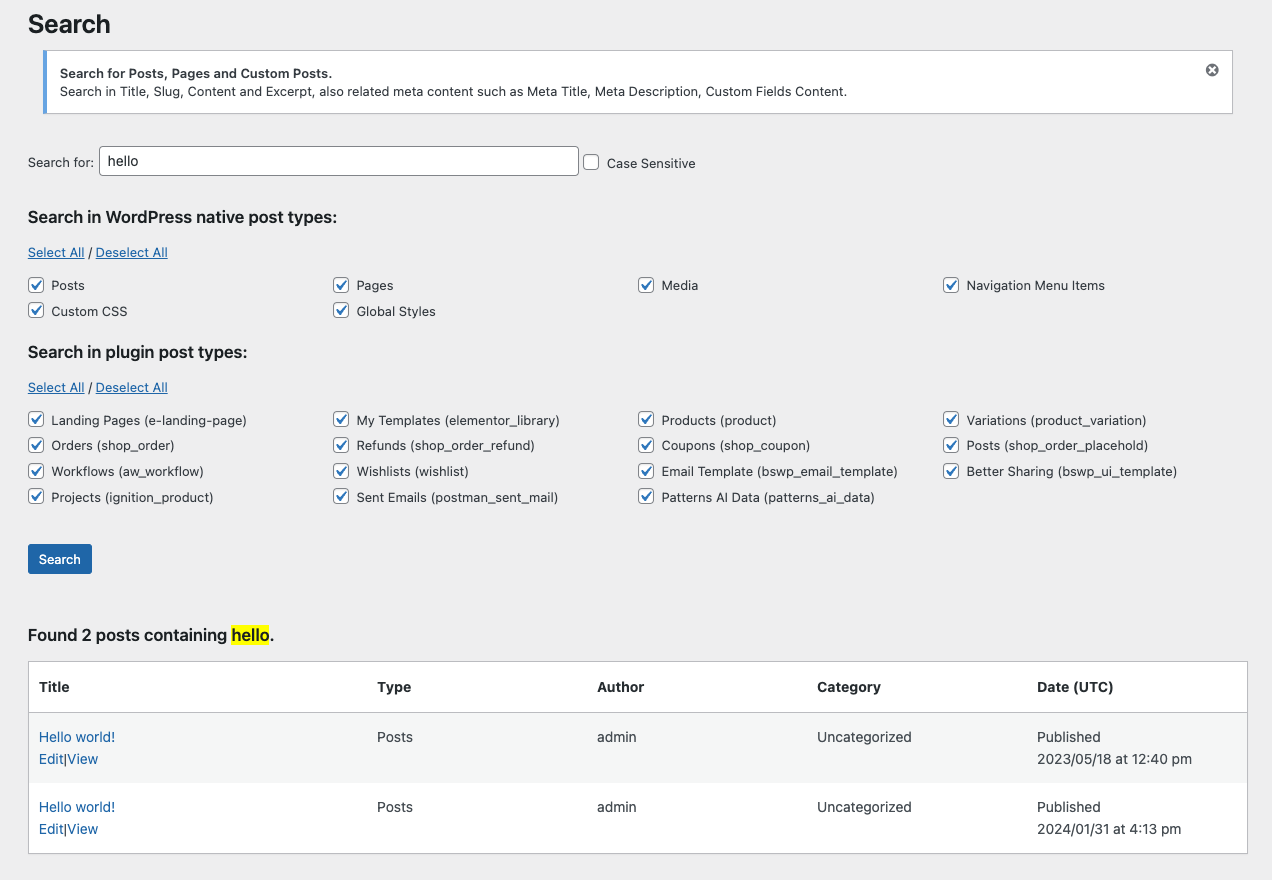 Search
Search for Posts, Pages and Custom Posts.
Search in Title, Slug, Content and Excerpt, also related meta content such as Meta Title, Meta Description, Custom Fields Content.
Search for: hello Case Sensitive
Search in WordPress native post types:
Select All / Deselect All
Posts Pages Media Navigation Menu Items
Custom CSS Global Styles
Search in plugin post types:
Select All / Deselect All
Landing Pages (e-landing-page) My Templates (elementor_library) Products (product) Variations (product_variation)
Orders (shop_order) Refunds (shop_order_refund) Coupons (shop_coupon) Posts (shop_order_placehold)
Workflows (aw_workflow) Wishlists (wishlist) Email Template (bswp_email_template) Better Sharing (bswp_ui_template)
Projects (ignition_product) Sent Emails (postman_sent_mail) Patterns AI Data (patterns_ai_data)
Search
Found 2 posts containing hello.
Title Type Author Category Date (UTC)
Hello world! Posts admin Uncategorized Published
Edit|View 2023/05/18 at 12:40 pm
Hello world! Posts admin Uncategorized Published
Edit|View 2024/01/31 at 4:13 pm